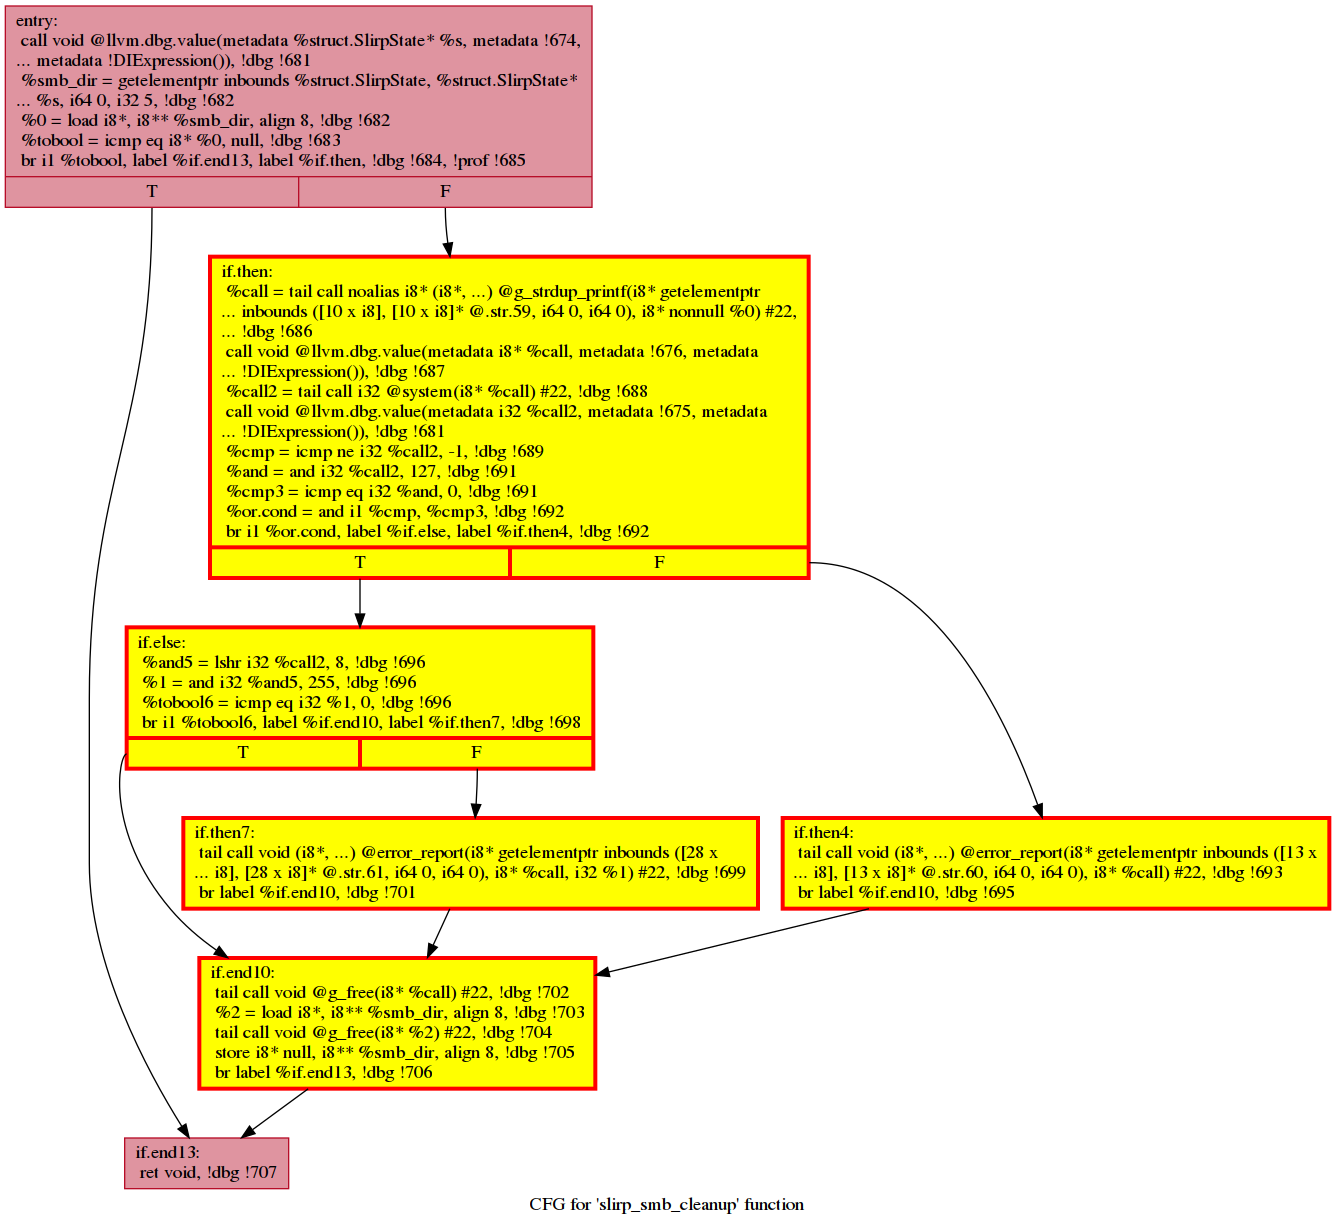 entry:
call void @llvm.dbg.value(metadata %struct.SlirpState* %s, metadata !674,
... metadata !DIExpression()), !dbg !681
%smb_dir = getelementptr inbounds %struct.SlirpState, %struct.SlirpState*
... %s, i64 0, i32 5, !dbg !682
%0 = load i8*, i8** %smb_dir, align 8, !dbg !682
%tobool = icmp eq i8* %0, null, !dbg !683
br i1 %tobool, label %if.end13, label %if.then, !dbg !684, !prof !685
T F
if.then:
%call = tail call noalias i8* (i8*, ...) @g_strdup_printf(i8* getelementptr
... inbounds ([10 x i8], [10 x i8]* @.str.59, i64 0, i64 0), i8* nonnull %0) #22,
... !dbg !686
call void @llvm.dbg.value(metadata i8* %call, metadata !676, metadata
... !DIExpression()), !dbg !687
%call2 = tail call i32 @system(i8* %call) #22, !dbg !688
call void @llvm.dbg.value(metadata i32 %call2, metadata !675, metadata
... !DIExpression()), !dbg !681
%cmp = icmp ne i32 %call2, -1, !dbg !689
%and = and i32 %call2, 127, !dbg !691
%cmp3 = icmp eq i32 %and, 0, !dbg !691
%or.cond = and i1 %cmp, %cmp3, !dbg !692
br i1 %or.cond, label %if.else, label %if.then4, !dbg !692
T F
if.else:
%and5 = lshr i32 %call2, 8, !dbg !696
%1 = and i32 %and5, 255, !dbg !696
%tobool6 = icmp eq i32 %1, 0, !dbg !696
br i1 %tobool6, label %if.end10, label %if.then7, !dbg !698
T F
if.then7:
tail call void (i8*, ...) @error_report(i8* getelementptr inbounds ([28 x
... i8], [28 x i8]* @.str.61, i64 0, i64 0), i8* %call, i32 %1) #22, !dbg !699
br label %if.end10, !dbg !701
if.then4:
tail call void (i8*, ...) @error_report(i8* getelementptr inbounds ([13 x
... i8], [13 x i8]* @.str.60, i64 0, i64 0), i8* %call) #22, !dbg !693
br label %if.end10, !dbg !695
if.end10:
tail call void @g_free(i8* %call) #22, !dbg !702
%2 = load i8*, i8** %smb_dir, align 8, !dbg !703
tail call void @g_free(i8* %2) #22, !dbg !704
store i8* null, i8** %smb_dir, align 8, !dbg !705
br label %if.end13, !dbg !706
if.end13:
ret void, !dbg !707
CFG for 'slirp_smb_cleanup' function